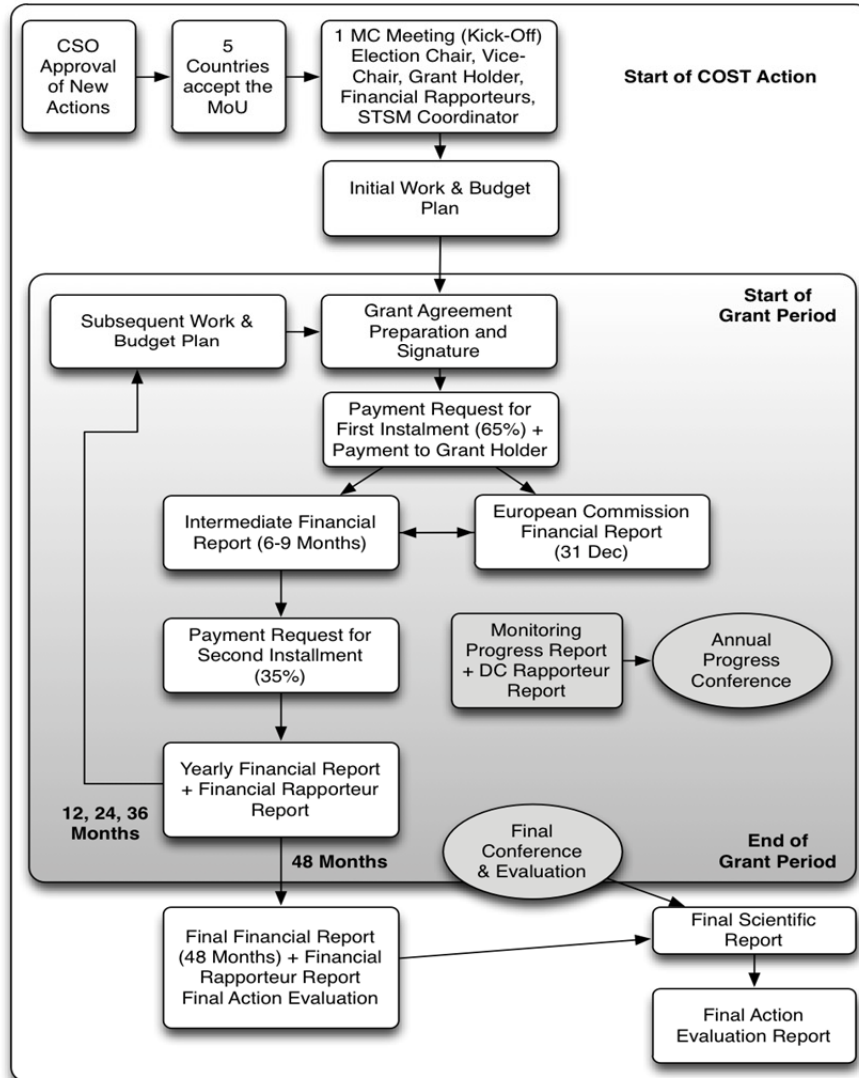 CSO
Approval
of New
Actions
5
Countries
accept the
MoU
1 MC Meeting (Kick-Off)
Election Chair, Vice-
Chair, Grant Holder,
Financial Rapporteurs,
STSM Coordinator
Start of COST Action
Initial Work & Budget
Plan
Start of
Grant Period
Subsequent Work &
Budget Plan
Grant Agreement
Preparation and
Signature
Payment Request for
First Instalment (65%) +
Payment to Grant Holder
Intermediate Financial
Report (6-9 Months)
European Commission
Financial Report
(31 Dec)
Payment Request for
Second Installment
(35%)
Monitoring
Progress Report
+ DC Rapporteur
Report
Annual
Progress
Conference
Yearly Financial Report
+ Financial Rapporteur
Report
12, 24, 36
Months
48 Months
Final
Conference
& Evaluation
End of
Grant Period
Final Financial Report
(48 Months) + Financial
Rapporteur Report
Final Action Evaluation
Final Scientific
Report
Final Action
Evaluation Report